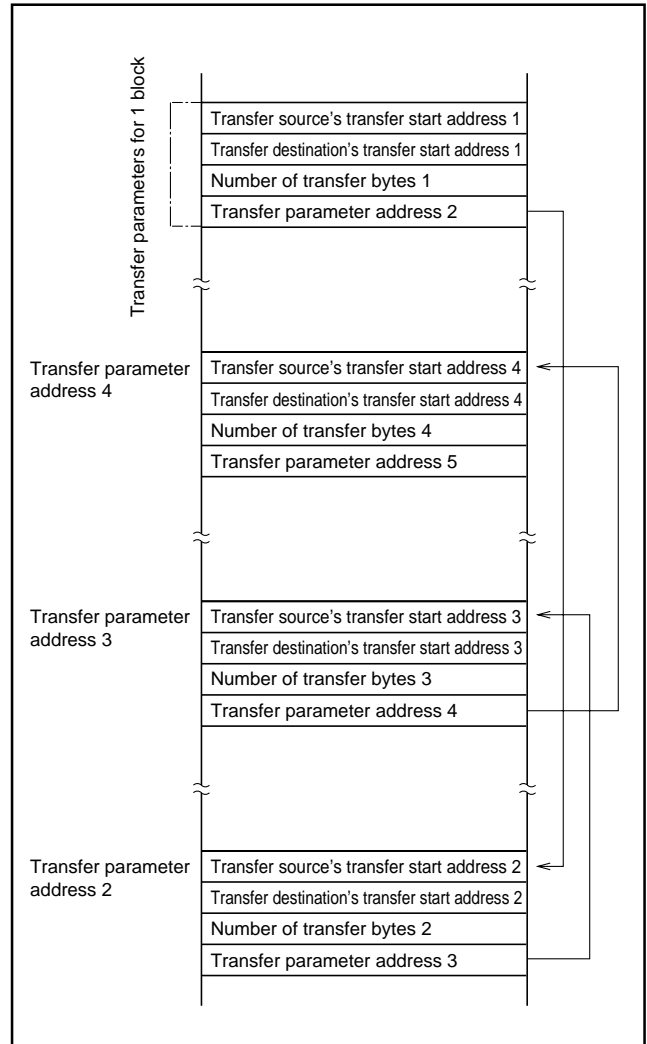 Transfer parameters for 1 block
Transfer source's transfer start address 1
Transfer destination's transfer start address 1
Number of transfer bytes 1
Transfer parameter address 2
Transfer parameter
address 4
Transfer source's transfer start address 4
Transfer destination's transfer start address 4
Number of transfer bytes 4
Transfer parameter address 5
Transfer parameter
address 3
Transfer source's transfer start address 3
Transfer destination's transfer start address 3
Number of transfer bytes 3
Transfer parameter address 4
Transfer parameter
address 2
Transfer source's transfer start address 2
Transfer destination's transfer start address 2
Number of transfer bytes 2
Transfer parameter address 3